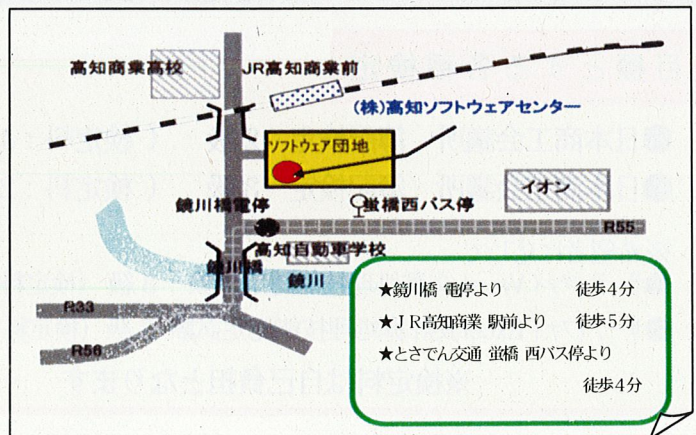 高知商業高校
JR高知商業前
(株)高知ソフトウェアセンター
ソフトウェア団地
イオン
鏡川橋電停
蛍橋西バス停
R55
高知自動車学校
鏡川橋
鏡川
R33
R56
★鏡川橋 電停より 徒歩4分
★JR高知商業 駅前より 徒歩5分
★とさでん交通 蛍橋 西バス停より
徒歩4分